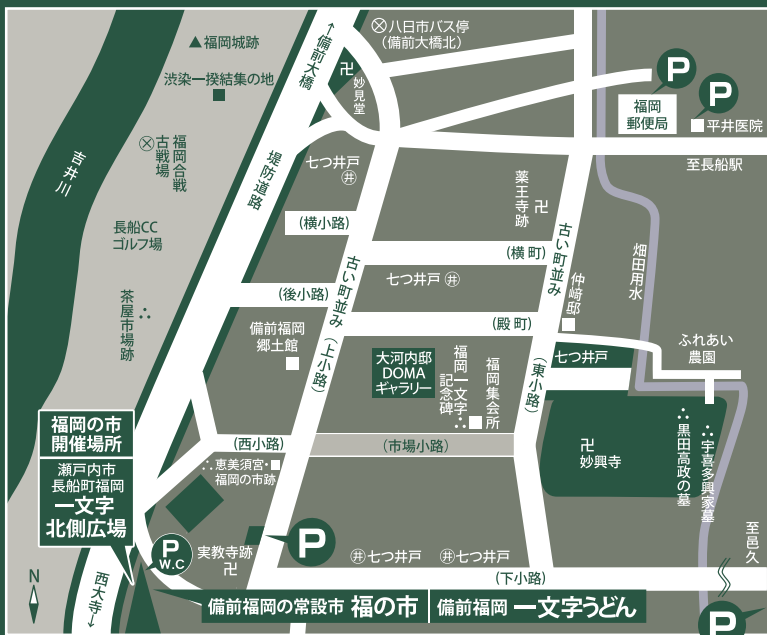 ↑備前大橋
八日市バス停
(備前大橋北)
▲福岡城跡
渋染一揆結集の地
卍 妙見堂
P
P
福岡
郵便局
平井医院
至長船駅
吉井川
福岡合戦
古戦場
堤防道路
七つ井戸
井
薬王寺跡 卍
長船CC
ゴルフ場
(横小路)
古い町並み(上小路)
(横町)
古い町並み
畑田用水
七つ井戸 井
仲﨑邸
(後小路)
茶屋市場跡
備前福岡
郷土館
(殿町)
大河内邸
DOMA
ギャラリー
福岡一文字
記念碑
福岡集会所
(東小路)
七つ井戸
ふれあい
農園
福岡の市
開催場所
瀬戸内市
長船町福岡
一文字
北側広場
(西小路)
(市場小路)
恵美須宮・
福岡の市跡
卍
妙興寺
黒田高政の墓
宇喜多興家墓
至邑久
P
W.C
実教寺跡
卍
P
井七つ井戸
井七つ井戸
(下小路)
N
西大寺↓
備前福岡の常設市 福の市
備前福岡 一文字うどん
P